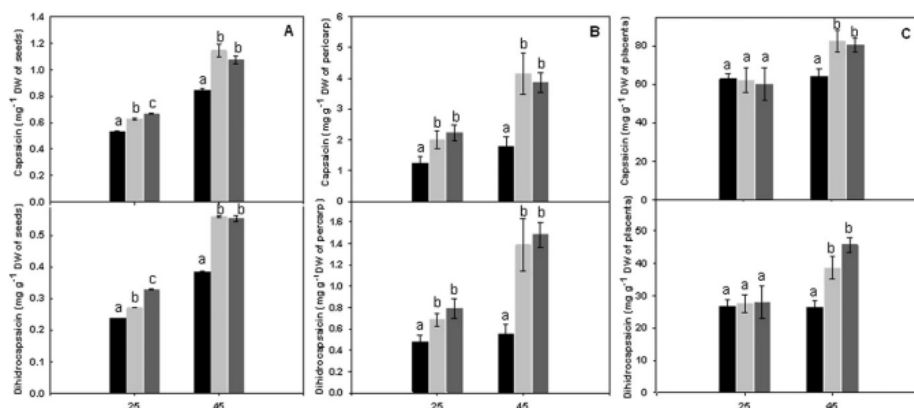 A
Capsaicin (mg g⁻¹ DW of seeds)
1.4
1.2
1.0
0.8
0.6
0.4
0.2
0.0
a b c
a b b
Dihidrocapsaicin (mg g⁻¹ DW of seeds)
0.6
0.5
0.4
0.3
0.2
0.1
0.0
a b c
a b b
25 45
B
Capsaicin (mg g⁻¹ DW of pericarp)
6
5
4
3
2
1
0
a b b
a b b
Dihidrocapsaicin (mg g⁻¹ DW of percarp)
1.6
1.4
1.2
1.0
0.8
0.6
0.4
0.2
0.0
a b b
a b b
25 45
C
Capsaicin (mg g⁻¹ DW of placenta)
80
60
40
20
0
a a a
a b b
Dihidrocapsaicin (mg g⁻¹ DW of placenta)
50
40
30
20
10
0
a a a
a b b
25 45